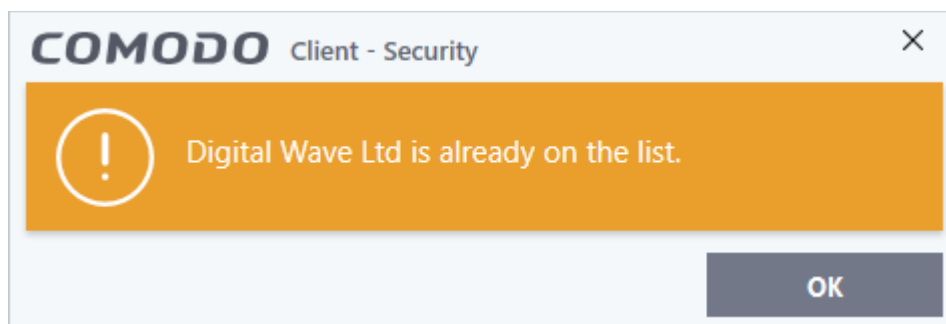 COMODO Client - Security
Digital Wave Ltd is already on the list.
OK